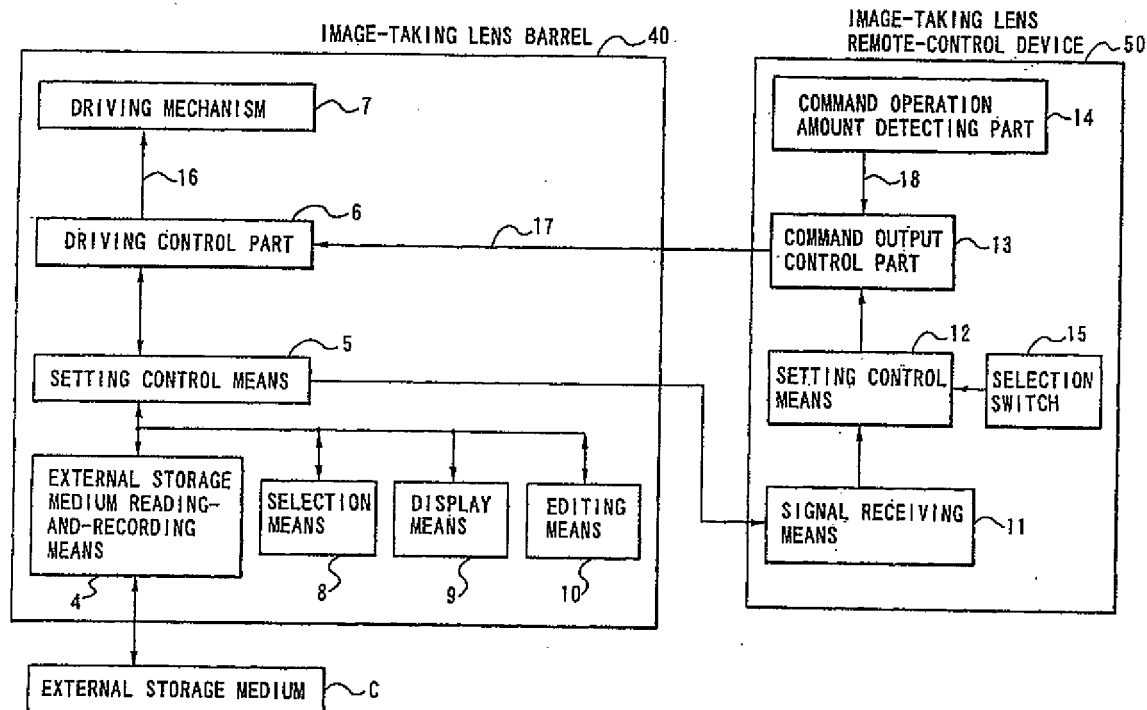 IMAGE-TAKING LENS BARREL
40
IMAGE-TAKING LENS
REMOTE-CONTROL DEVICE
50
DRIVING MECHANISM
7
16
6
DRIVING CONTROL PART
17
5
SETTING CONTROL MEANS
EXTERNAL STORAGE
MEDIUM READING-
AND-RECORDING
MEANS
4
SELECTION
MEANS
8
DISPLAY
MEANS
9
EDITING
MEANS
10
EXTERNAL STORAGE MEDIUM
C
COMMAND OPERATION
AMOUNT DETECTING PART
14
18
COMMAND OUTPUT
CONTROL PART
13
12
SETTING CONTROL
MEANS
15
SELECTION
SWITCH
SIGNAL RECEIVING
MEANS
11